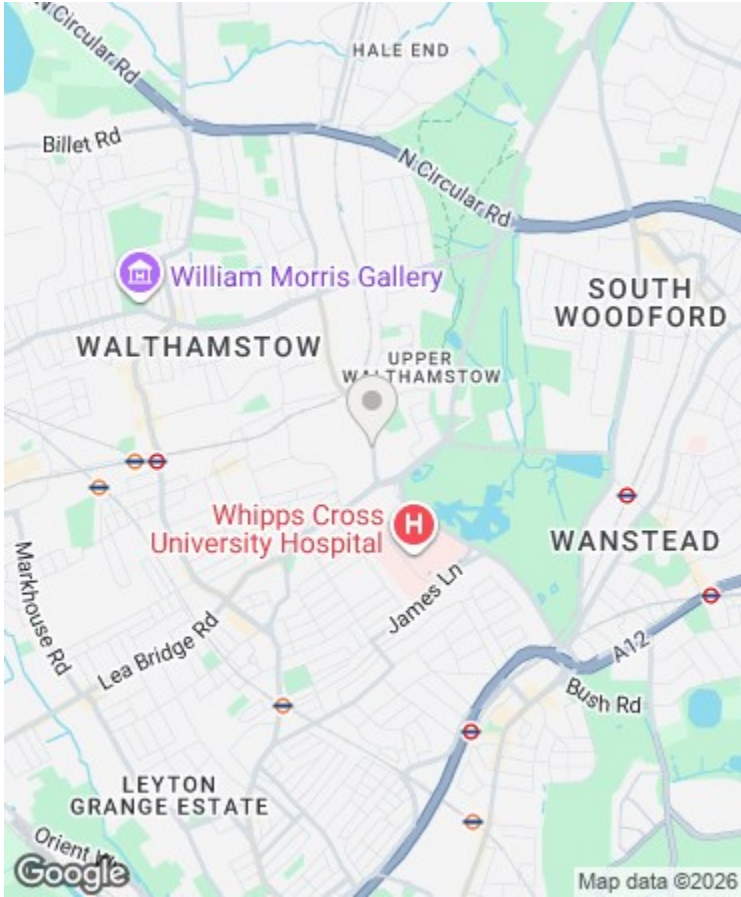 N Circular Rd
HALE END
Billet Rd
N Circular Rd
William Morris Gallery
SOUTH
WOODFORD
WALTHAMSTOW
UPPER
WALTHAMSTOW
Whipps Cross
University Hospital
H
WANSTEAD
Markhouse Rd
James Ln
Lea Bridge Rd
A12
Bush Rd
LEYTON
GRANGE ESTATE
Orient
Google
Map data ©2026